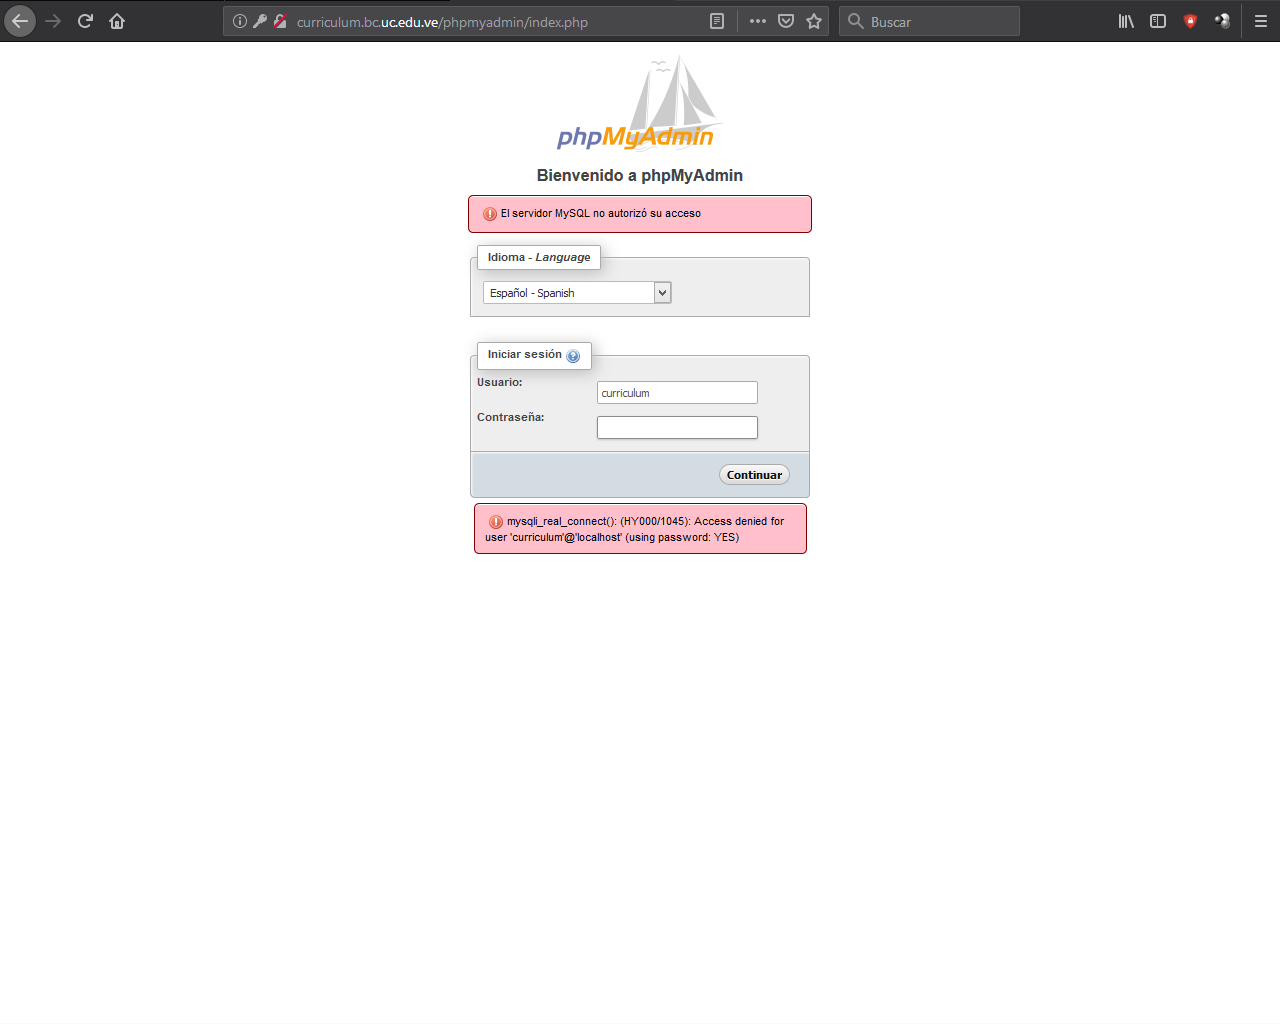 curriculum.bc.uc.edu.ve/phpmyadmin/index.php
Buscar
phpMyAdmin
Bienvenido a phpMyAdmin
El servidor MySQL no autorizó su acceso
Idioma - Language
Español - Spanish
Iniciar sesión
Usuario:
curriculum
Contraseña:
Continuar
mysqli_real_connect(): (HY000/1045): Access denied for
user 'curriculum'@'localhost' (using password: YES)